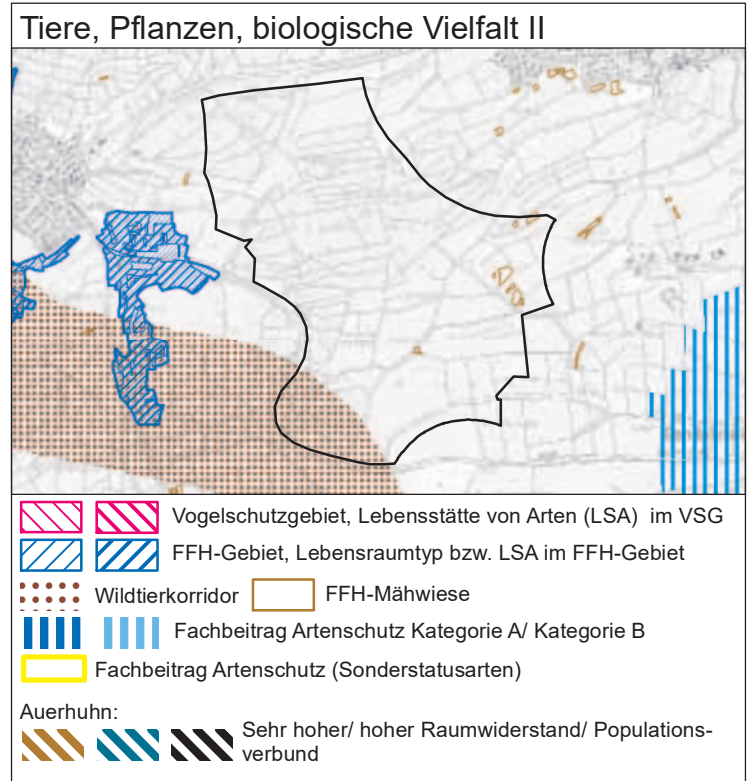 Tiere, Pflanzen, biologische Vielfalt II
Vogelschutzgebiet, Lebensstätte von Arten (LSA)  im VSG
FFH-Gebiet, Lebensraumtyp bzw. LSA im FFH-Gebiet
Wildtierkorridor FFH-Mähwiese
Fachbeitrag Artenschutz Kategorie A/ Kategorie B
Fachbeitrag Artenschutz (Sonderstatusarten)
Auerhuhn:
Sehr hoher/ hoher Raumwiderstand/ Populations-
verbund